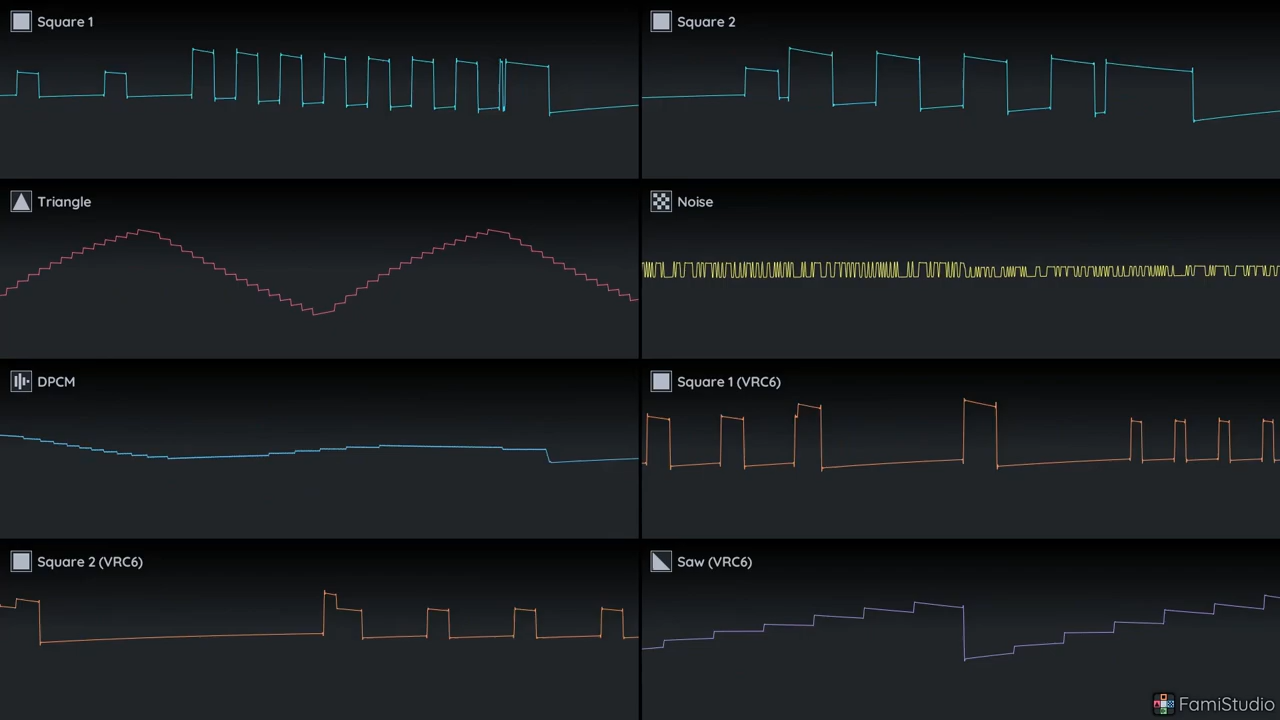 Square 1
Square 2
Triangle
Noise
DPCM
Square 1 (VRC6)
Square 2 (VRC6)
Saw (VRC6)
FamiStudio